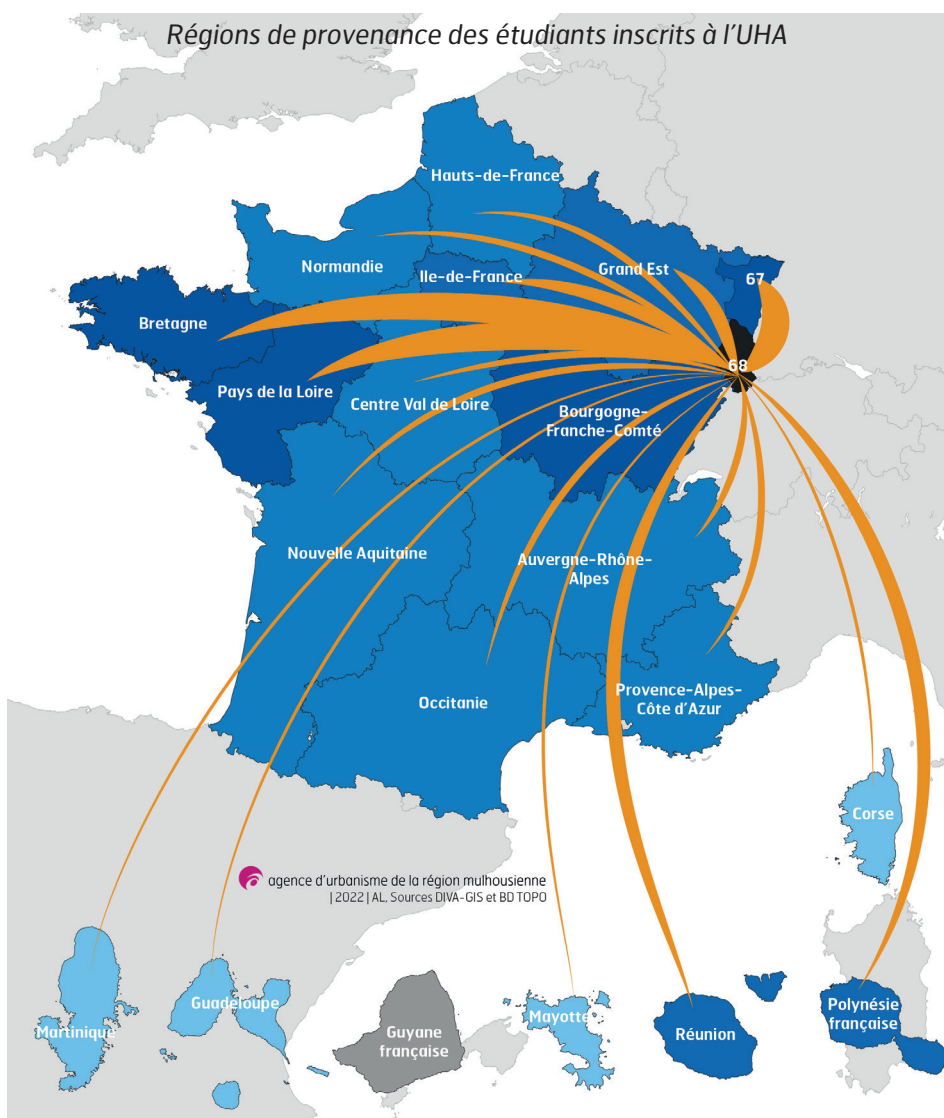 Régions de provenance des étudiants inscrits à l'UHA
Hauts-de-France
Normandie
Ile-de-France
Grand Est
67
Bretagne
68
Pays de la Loire
Centre Val de Loire
Bourgogne-
Franche-Comté
Nouvelle Aquitaine
Auvergne-Rhône-
Alpes
Occitanie
Provence-Alpes-
Côte d'Azur
Corse
agence d'urbanisme de la région mulhousienne
| 2022 | AL, Sources DIVA-GIS et BD TOPO
Martinique
Guadeloupe
Guyane
française
Mayotte
Réunion
Polynésie
française